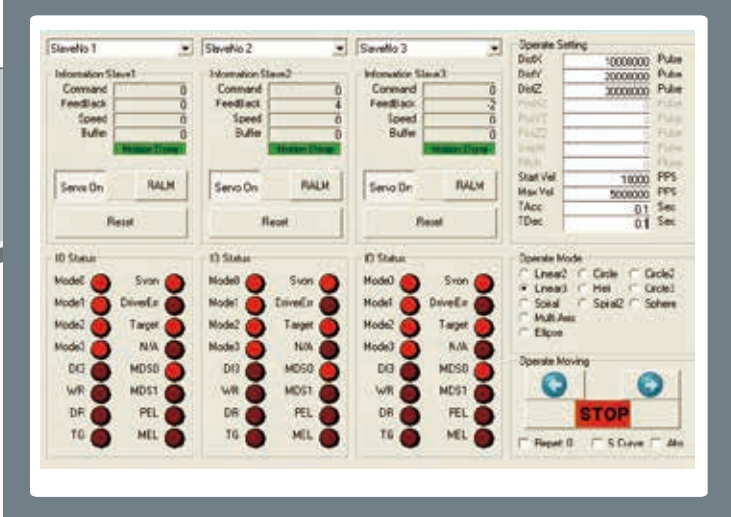 SlaveNo 1
Information Slave1
Command 0
FeedBack 0
Speed 0
Buffer 0
Motion Done
Servo On RALM
Reset
IO Status
Mode0 Svon
Mode1 DriverErr
Mode2 Target
Mode3 N/A
DI3 MDS0
WR MDS1
DR PEL
TG MEL
SlaveNo 2
Information Slave2
Command 0
FeedBack 4
Speed 0
Buffer 0
Motion Done
Servo On RALM
Reset
IO Status
Mode0 Svon
Mode1 DriverErr
Mode2 Target
Mode3 N/A
DI3 MDS0
WR MDS1
DR PEL
TG MEL
SlaveNo 3
Information Slave3
Command 0
FeedBack -2
Speed 0
Buffer 0
Motion Done
Servo On RALM
Reset
IO Status
Mode0 Svon
Mode1 DriverErr
Mode2 Target
Mode3 N/A
DI3 MDS0
WR MDS1
DR PEL
TG MEL
Operate Setting
DistX 10000000 Pulse
DistY 20000000 Pulse
DistZ 30000000 Pulse
Start Vel 10000 PPS
Max Vel 5000000 PPS
TAcc 0.1 Sec
TDec 0.1 Sec
Operate Mode
Linear2 Circle Circle2
Linear3 Heli Circle3
Spiral Spiral2 Sphere
Multi Axis
Elipse
Operate Moving
STOP
Repeat 0 S Curve Abs